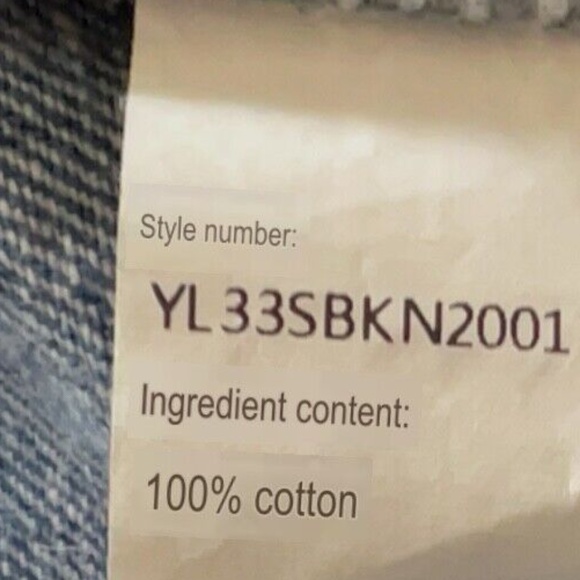 Style number:
YL33SBKN2001
Ingredient content:
100% cotton